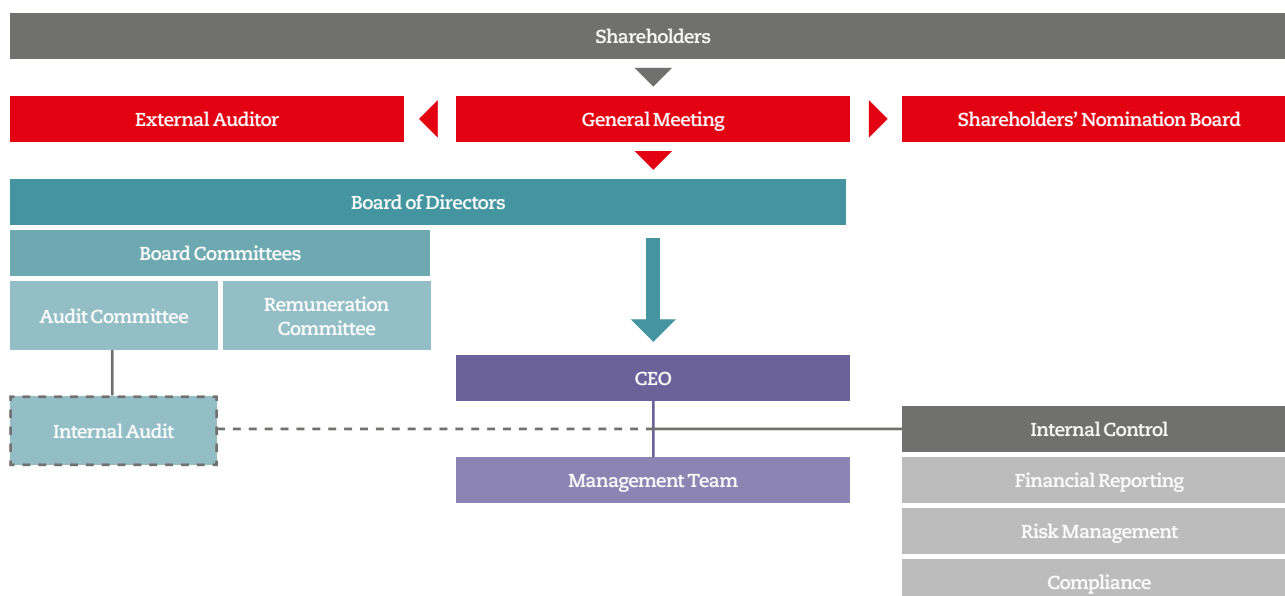 Shareholders
External Auditor
General Meeting
Shareholders' Nomination Board
Board of Directors
Board Committees
Audit Committee
Remuneration
Committee
CEO
Internal Audit
Internal Control
Management Team
Financial Reporting
Risk Management
Compliance